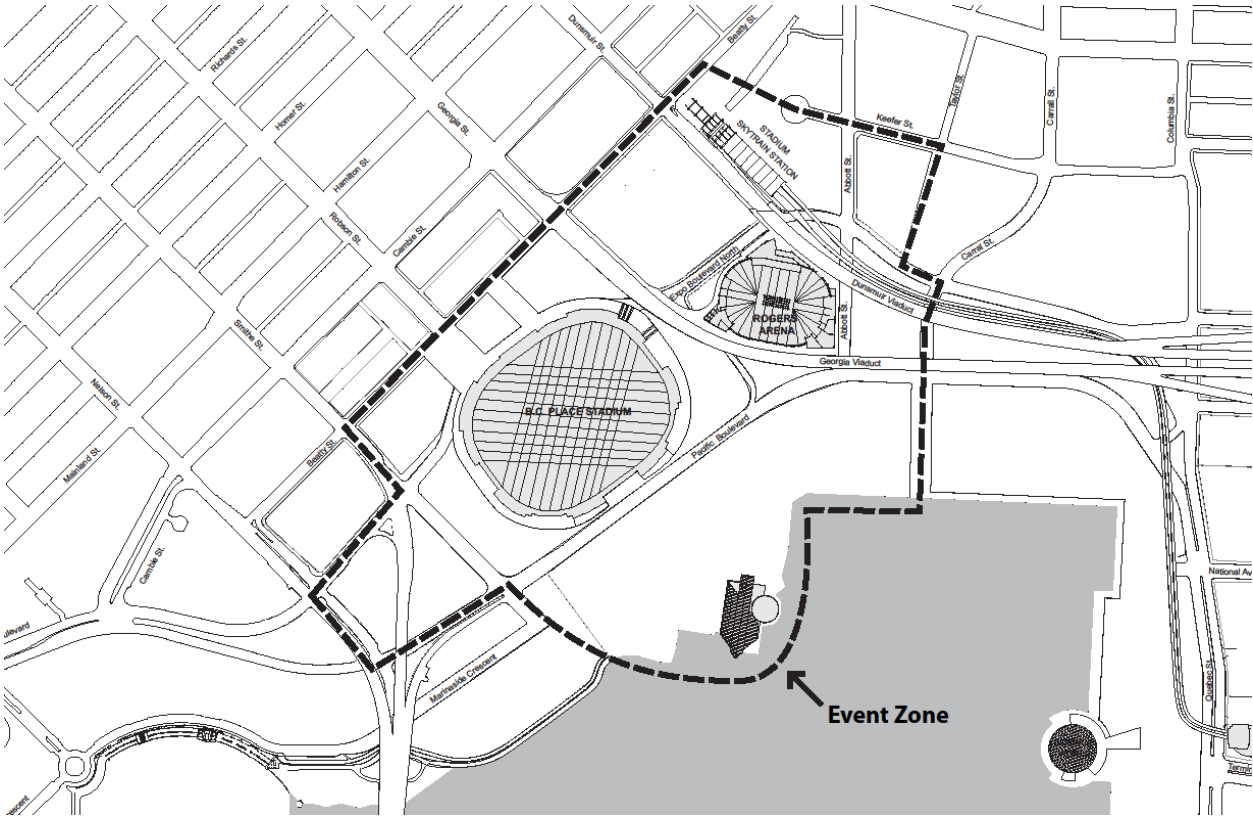 Dunsmuir St.
Beatty St.
Richards St.
Homer St.
Georgia St.
Hamilton St.
Robson St.
Cambie St.
Smithe St.
Nelson St.
Mainland St.
Beatty St.
Cambie St.
STADIUM
SKYTRAIN STATION
Keefer St.
Taylor St.
Carrall St.
Columbia St.
Abbott St.
Carrall St.
Expo Boulevard North
Dunsmuir Viaduct
ROGERS
ARENA
Abbott St.
Georgia Viaduct
B.C. PLACE STADIUM
Pacific Boulevard
National Av
ulevard
Marinaside Crescent
Quebec St.
Event Zone
Termin
rescent